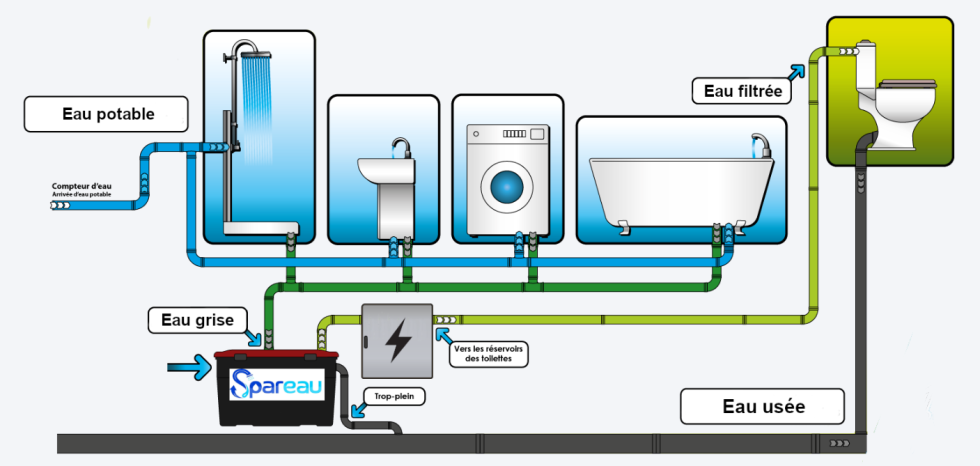 Eau potable
Compteur d'eau
Arrivée d'eau potable
Eau filtrée
Eau grise
Vers les réservoirs
des toilettes
Spareau
Trop-plein
Eau usée